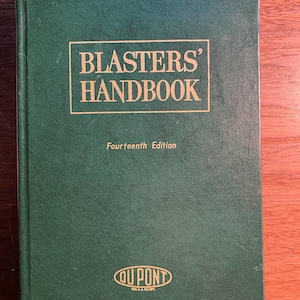 BLASTERS'
HANDBOOK
Fourteenth Edition
DU PONT